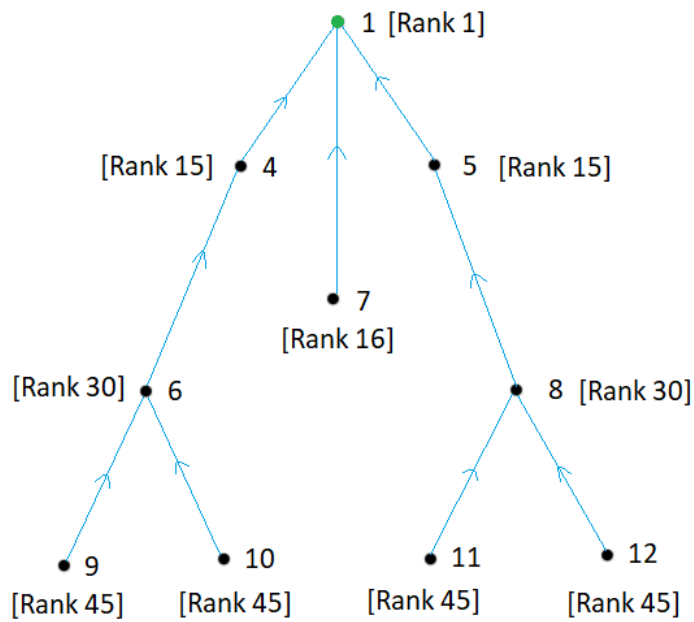 1 [Rank 1]
[Rank 15] 4
5 [Rank 15]
7
[Rank 16]
[Rank 30] 6
8 [Rank 30]
9
10
11
12
[Rank 45]
[Rank 45]
[Rank 45]
[Rank 45]